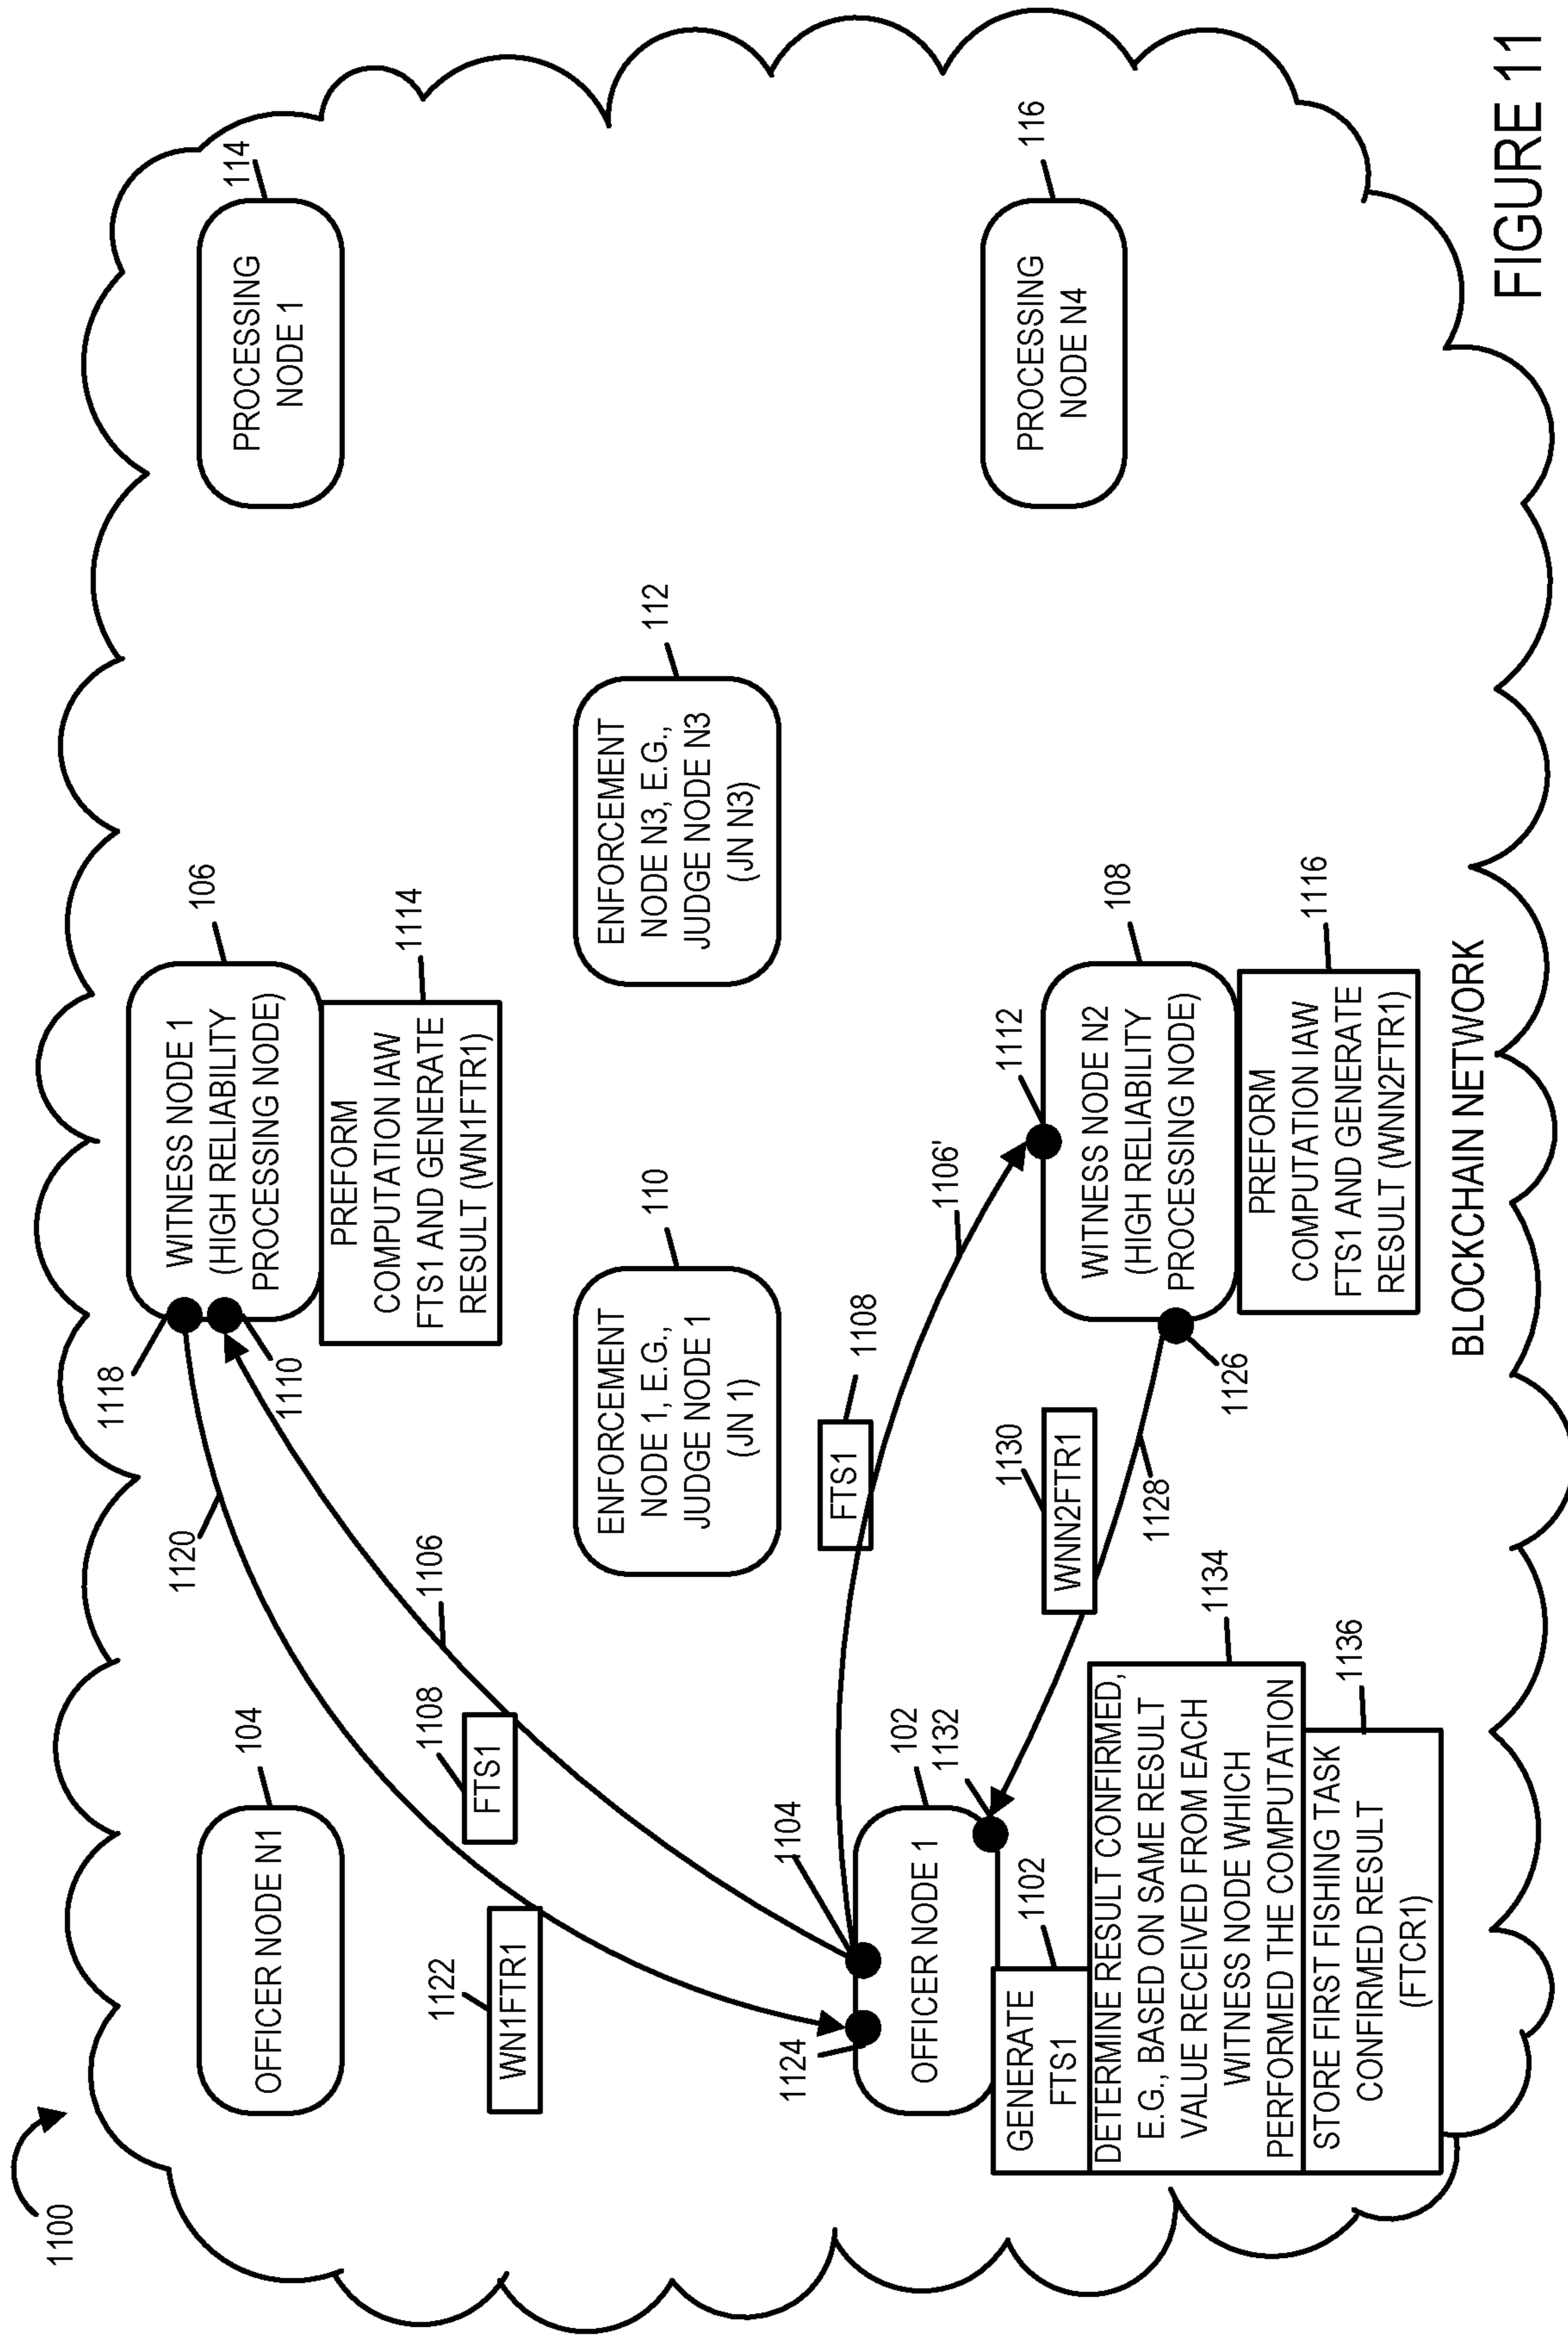 1100
OFFICER NODE N1
104
1118
1110
WITNESS NODE 1
(HIGH RELIABILITY
PROCESSING NODE)
106
PREFORM
COMPUTATION IAW
FTS1 AND GENERATE
RESULT (WN1FTR1)
1114
PROCESSING
NODE 1
114
1120
1106
1108
FTS1
1122
WN1FTR1
ENFORCEMENT
NODE 1, E.G.,
JUDGE NODE 1
(JN 1)
110
ENFORCEMENT
NODE N3, E.G.,
JUDGE NODE N3
(JN N3)
112
1124
1104
OFFICER NODE 1
102
1132
FTS1
1108
1106'
1112
WITNESS NODE N2
(HIGH RELIABILITY
PROCESSING NODE)
108
PREFORM
COMPUTATION IAW
FTS1 AND GENERATE
RESULT (WNN2FTR1)
1116
PROCESSING
NODE N4
116
1130
WNN2FTR1
1128
1126
GENERATE
FTS1
1102
DETERMINE RESULT CONFIRMED,
E.G., BASED ON SAME RESULT
VALUE RECEIVED FROM EACH
WITNESS NODE WHICH
PERFORMED THE COMPUTATION
1134
STORE FIRST FISHING TASK
CONFIRMED RESULT
(FTCR1)
1136
BLOCKCHAIN NETWORK
FIGURE 11